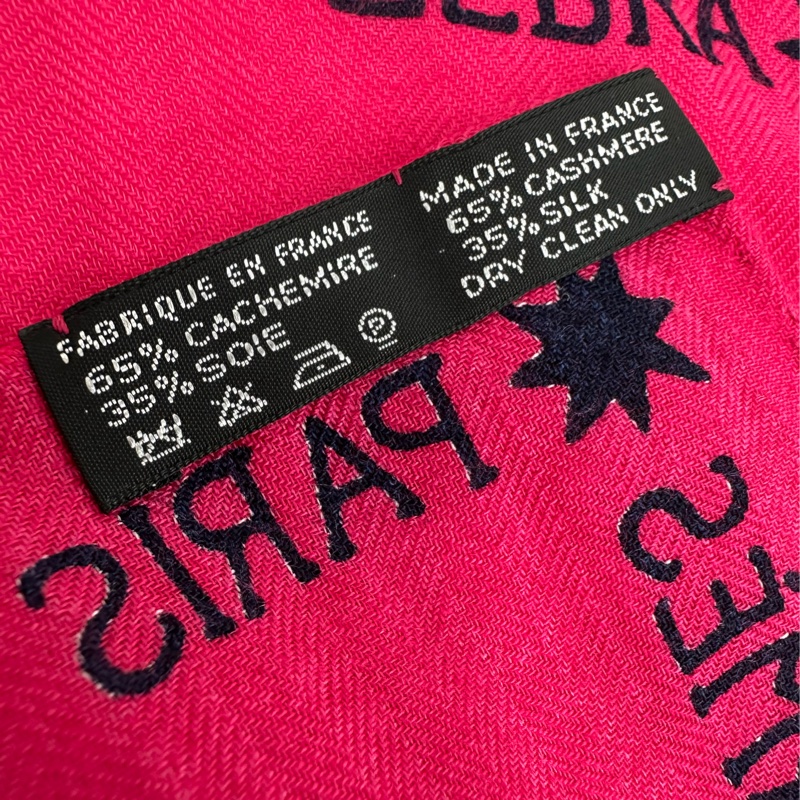 FABRIQUE EN FRANCE
65% CACHEMIRE
35% SOIE
P
MADE IN FRANCE
65% CASHMERE
35% SILK
DRY CLEAN ONLY
PARIS